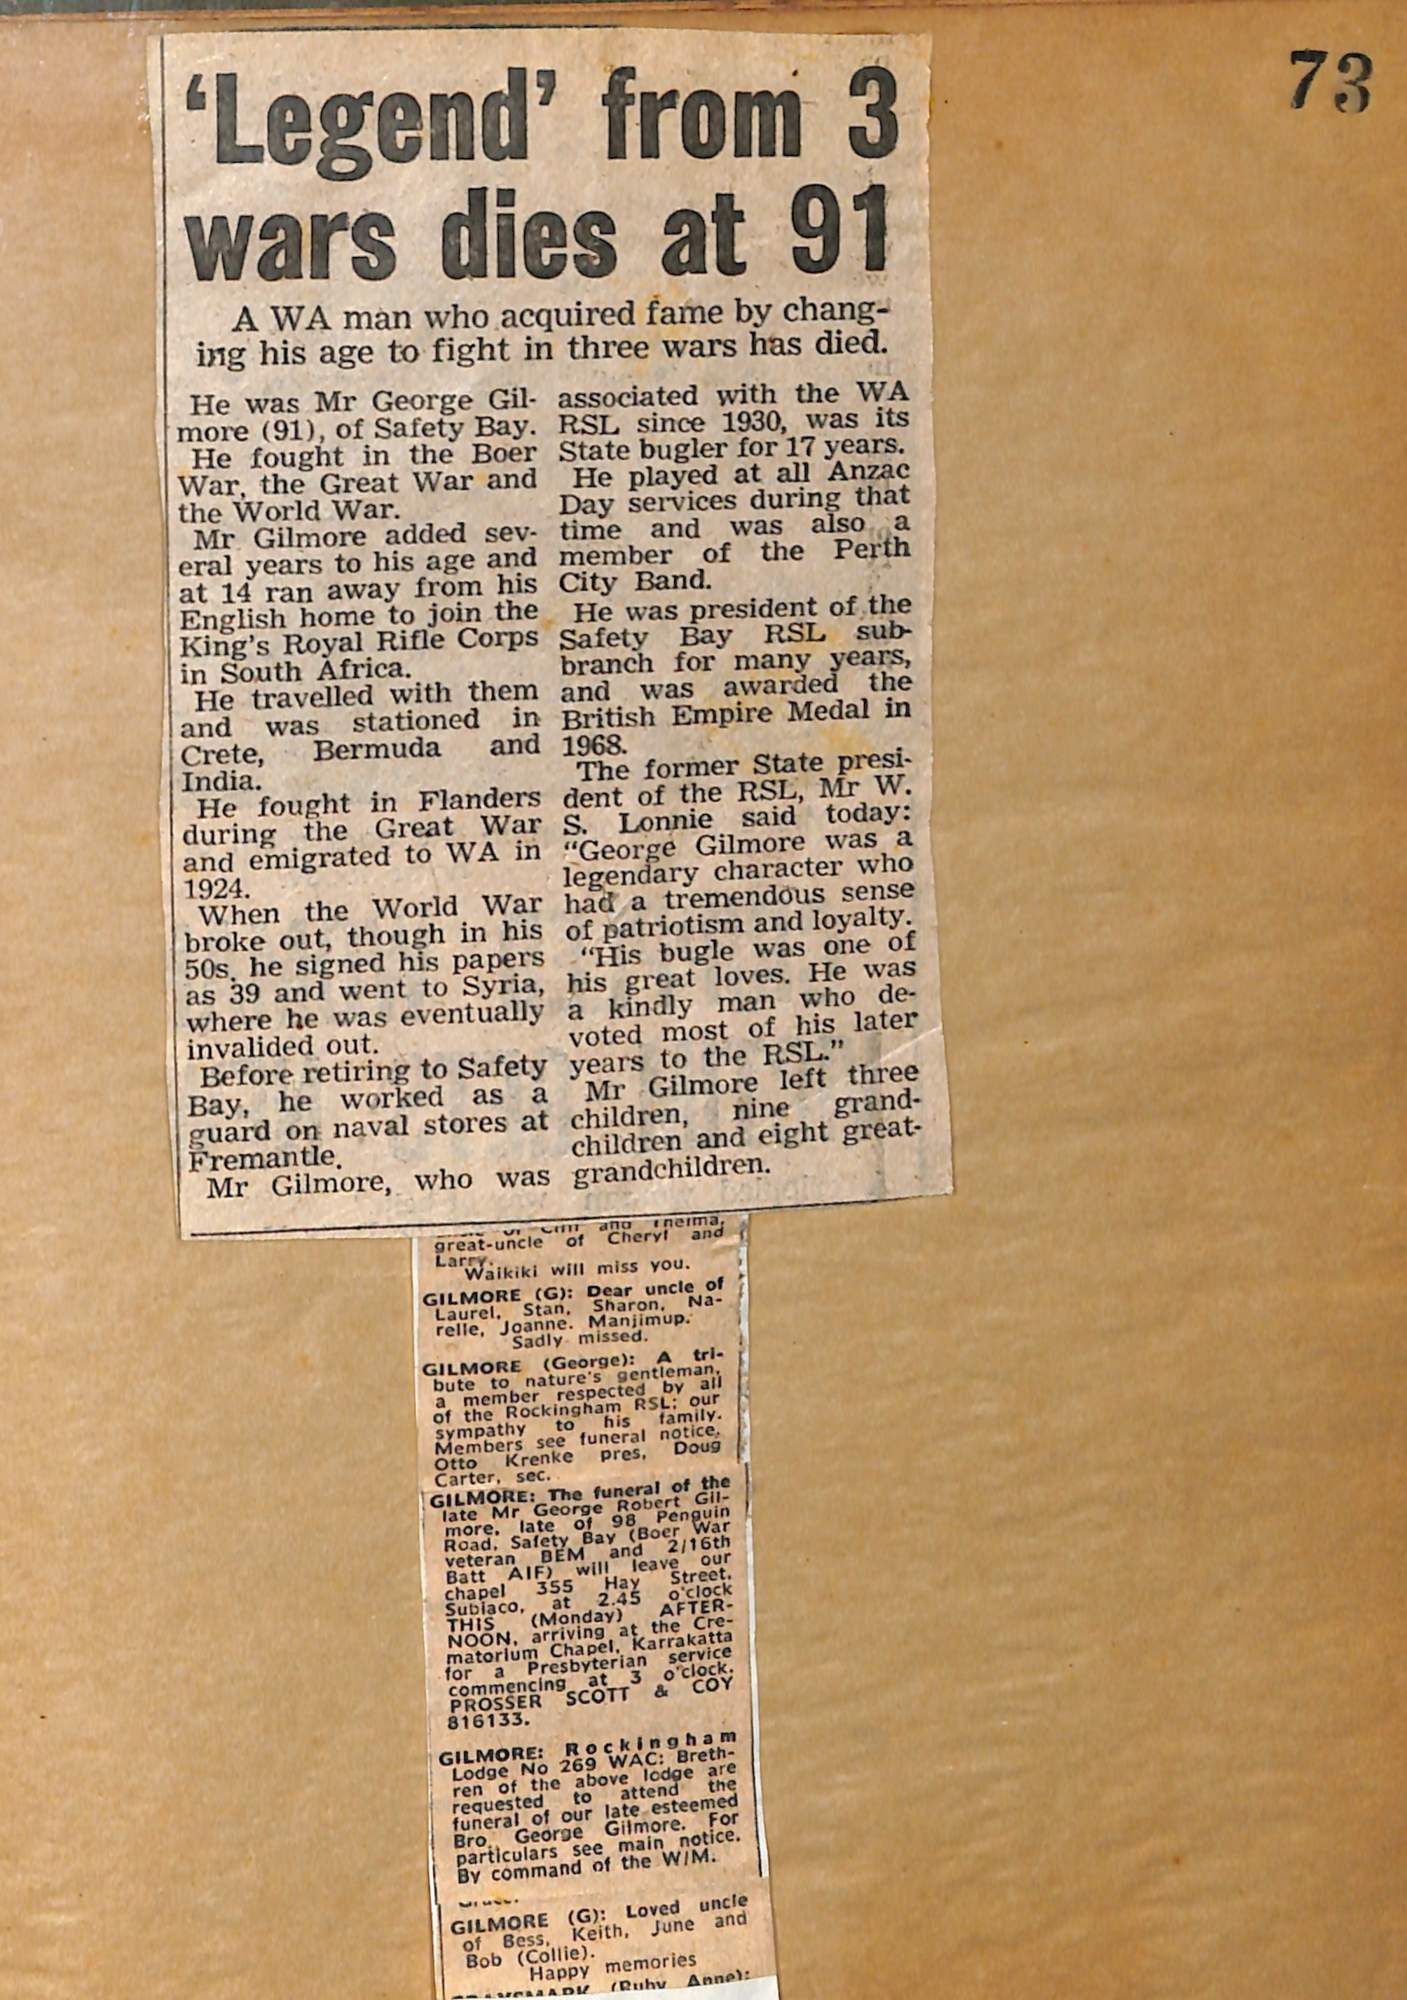 73
‘Legend’ from 3
wars dies at 91
A WA man who acquired fame by chang-
ing his age to fight in three wars has died.
He was Mr George Gil-
more (91), of Safety Bay.
He fought in the Boer
War, the Great War and
the World War.
Mr Gilmore added sev-
eral years to his age and
at 14 ran away from his
English home to join the
King's Royal Rifle Corps
in South Africa.
He travelled with them
and was stationed in
Crete, Bermuda and
India.
He fought in Flanders
during the Great War
and emigrated to WA in
1924.
When the World War
broke out, though in his
50s, he signed his papers
as 39 and went to Syria,
where he was eventually
invalided out.
Before retiring to Safety
Bay, he worked as a
guard on naval stores at
Fremantle.
Mr Gilmore, who was
associated with the WA
RSL since 1930, was its
State bugler for 17 years.
He played at all Anzac
Day services during that
time and was also a
member of the Perth
City Band.
He was president of the
Safety Bay RSL sub-
branch for many years,
and was awarded the
British Empire Medal in
1968.
The former State presi-
dent of the RSL, Mr W.
S. Lonnie said today:
“George Gilmore was a
legendary character who
had a tremendous sense
of patriotism and loyalty.
“His bugle was one of
his great loves. He was
a kindly man who de-
voted most of his later
years to the RSL.”
Mr Gilmore left three
children, nine grand-
children and eight great-
grandchildren.
and Thelma,
great-uncle of Cheryl and
Larry.
Waikiki will miss you.
GILMORE (G): Dear uncle of
Laurel, Stan, Sharon, Na-
relle, Joanne. Manjimup.
Sadly missed.
GILMORE (George): A tri-
bute to nature's gentleman,
a member respected by all
of the Rockingham RSL; our
sympathy to his family.
Members see funeral notice.
Otto Krenke pres, Doug
Carter, sec.
GILMORE: The funeral of the
late Mr George Robert Gil-
more, late of 98 Penguin
Road, Safety Bay (Boer War
veteran BEM and 2/16th
Batt AIF) will leave our
chapel 355 Hay Street,
Subiaco, at 2.45 o'clock
THIS (Monday) AFTER-
NOON, arriving at the Cre-
matorium Chapel, Karrakatta
for a Presbyterian service
commencing at 3 o'clock.
PROSSER SCOTT & COY
816133.
GILMORE: Rockingham
Lodge No 269 WAC: Breth-
ren of the above lodge are
requested to attend the
funeral of our late esteemed
Bro. George Gilmore. For
particulars see main notice.
By command of the W/M.
GILMORE (G): Loved uncle
of Bess, Keith, June and
Bob (Collie).
Happy memories
(Ruby Anne):